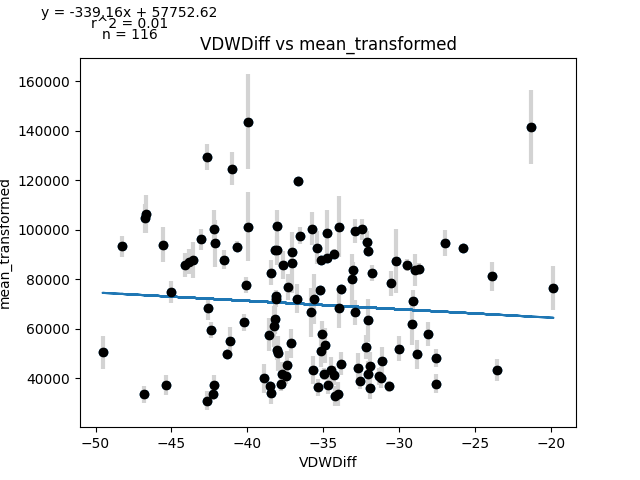 y = -339.16x + 57752.62
r^2 = 0.01
n = 116
VDWDiff vs mean_transformed
160000
140000
120000
100000
80000
60000
40000
mean_transformed
−50
−45
−40
−35
−30
−25
−20
VDWDiff